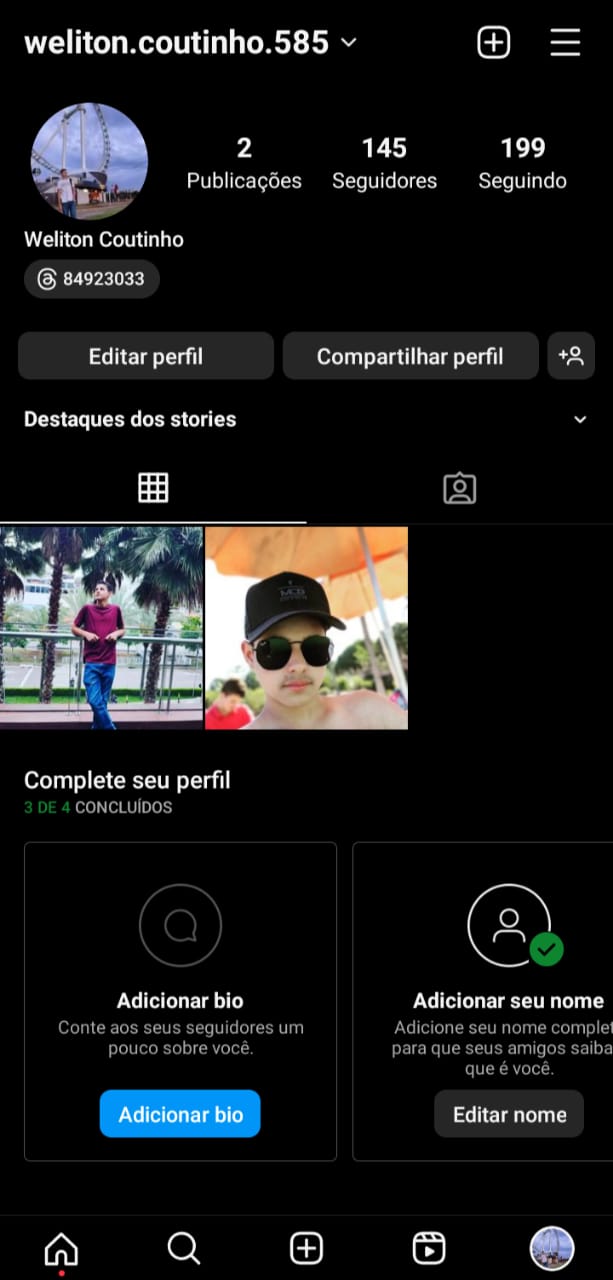 weliton.coutinho.585
2 145 199
Publicações Seguidores Seguindo
Weliton Coutinho
84923033
Editar perfil Compartilhar perfil
Destaques dos stories
MCD
Complete seu perfil
3 DE 4 CONCLUÍDOS
Adicionar bio
Conte aos seus seguidores um
pouco sobre você.
Adicionar bio
Adicionar seu nome
Adicione seu nome complet
para que seus amigos saiba
que é você.
Editar nome